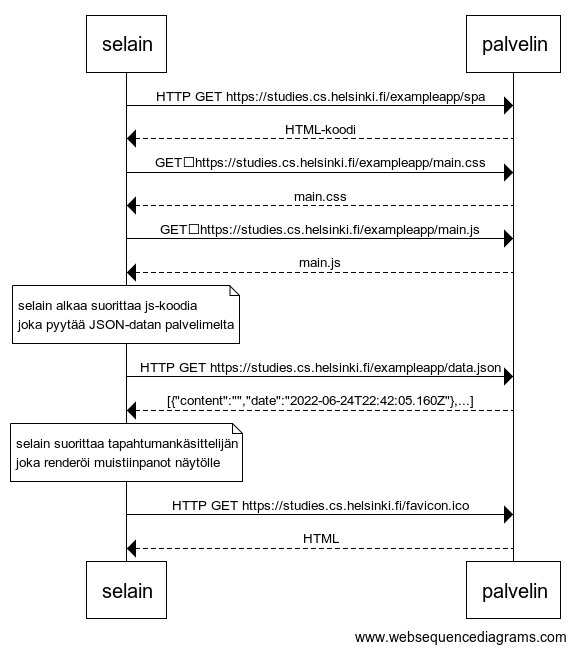 selain palvelin
HTTP GET https://studies.cs.helsinki.fi/exampleapp/spa
HTML-koodi
GET□https://studies.cs.helsinki.fi/exampleapp/main.css
main.css
GET□https://studies.cs.helsinki.fi/exampleapp/main.js
main.js
selain alkaa suorittaa js-koodia
joka pyytää JSON-datan palvelimelta
HTTP GET https://studies.cs.helsinki.fi/exampleapp/data.json
[{"content":"","date":"2022-06-24T22:42:05.160Z"},...]
selain suorittaa tapahtumankäsittelijän
joka renderöi muistiinpanot näytölle
HTTP GET https://studies.cs.helsinki.fi/favicon.ico
HTML
selain palvelin
www.websequencediagrams.com